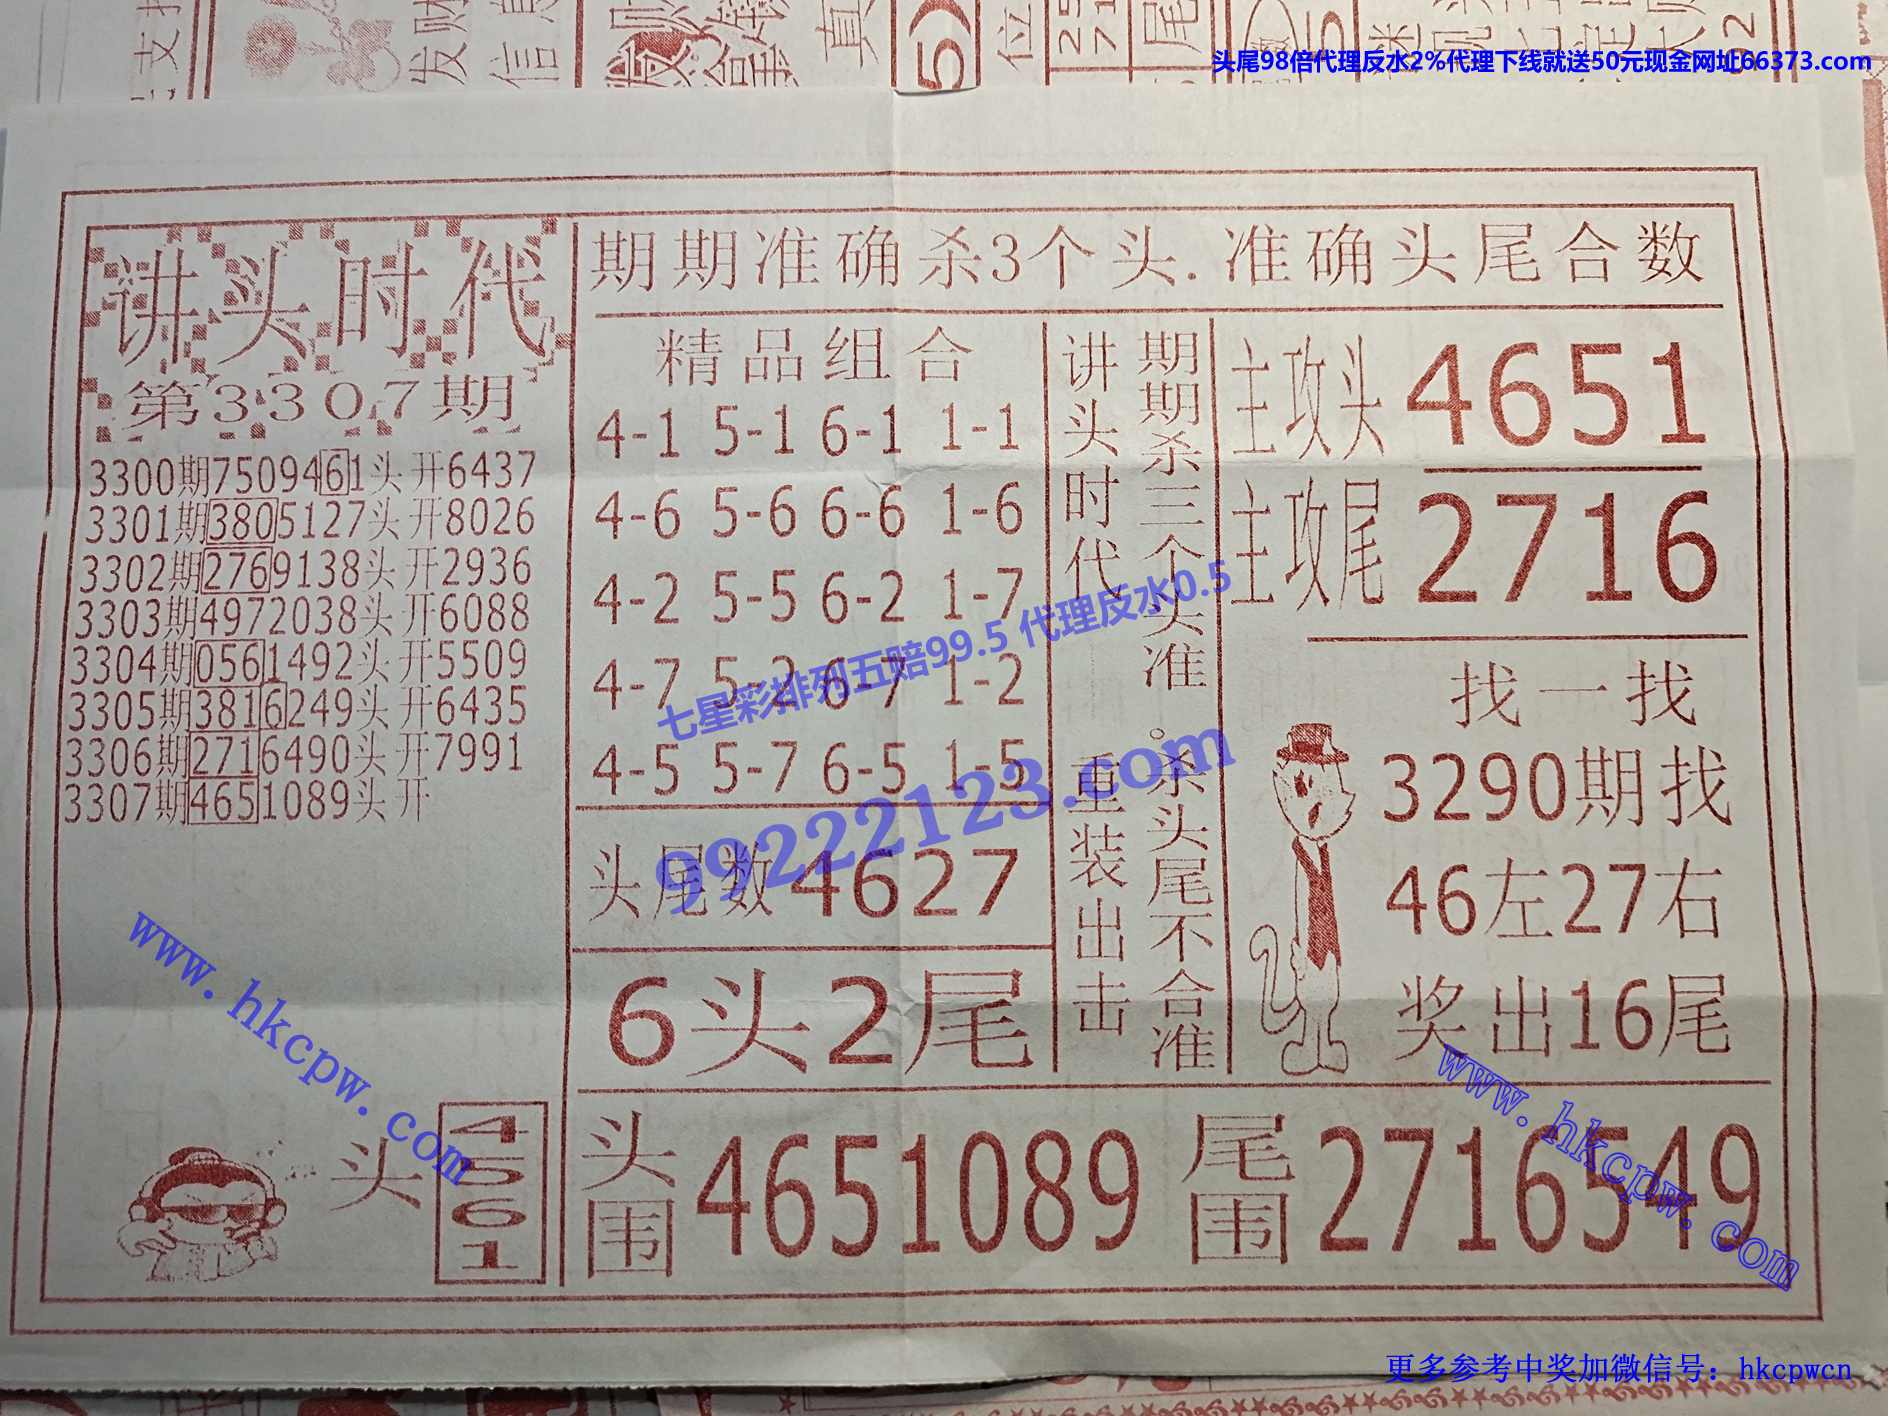 头尾98倍代理反水2%代理下线就送50元现金网址66373.com
发财
信息
真
5)
位
尾
讲头时代
第3307期
3300期7509461头开6437
3301期3805127头开8026
3302期2769138头开2936
3303期4972038头开6088
3304期0561492头开5509
3305期3816249头开6435
3306期2716490头开7991
3307期4651089头开
头
4561
期期准确杀3个头.准确头尾合数
精品组合
4-1 5-1 6-1 1-1
4-6 5-6 6-6 1-6
4-2 5-5 6-2 1-7
4-7 5-2 6-7 1-2
4-5 5-7 6-5 1-5
头尾数4627
6头2尾
讲头时代 重装出击
期期杀三个头准。杀头尾不合准
主攻头 4651
主攻尾 2716
找一找
3290期找
46左27右
奖出16尾
头围 4651089 尾围 2716549
七星彩排列五赔99.5 代理反水0.5
99222123.com
www.hkcpw.com
www.hkcpw.com
更多参考中奖加微信号：hkcpwcn